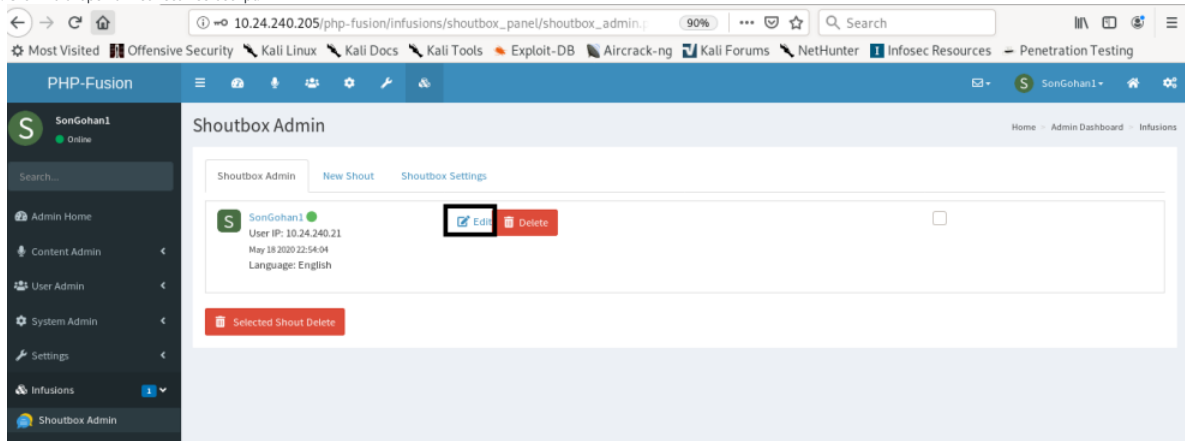 10.24.240.205/php-fusion/infusions/shoutbox_panel/shoutbox_admin.p 90% Search
Most Visited Offensive Security Kali Linux Kali Docs Kali Tools Exploit-DB Aircrack-ng Kali Forums NetHunter Infosec Resources Penetration Testing
PHP-Fusion SonGohan1
S SonGohan1
Online
Shoutbox Admin Home > Admin Dashboard > Infusions
Search...
Shoutbox Admin New Shout Shoutbox Settings
Admin Home
Content Admin
User Admin
System Admin
Settings
Infusions 1
Shoutbox Admin
S SonGohan1 Edit Delete
User IP: 10.24.240.21
May 18 2020 22:54:04
Language: English
Selected Shout Delete